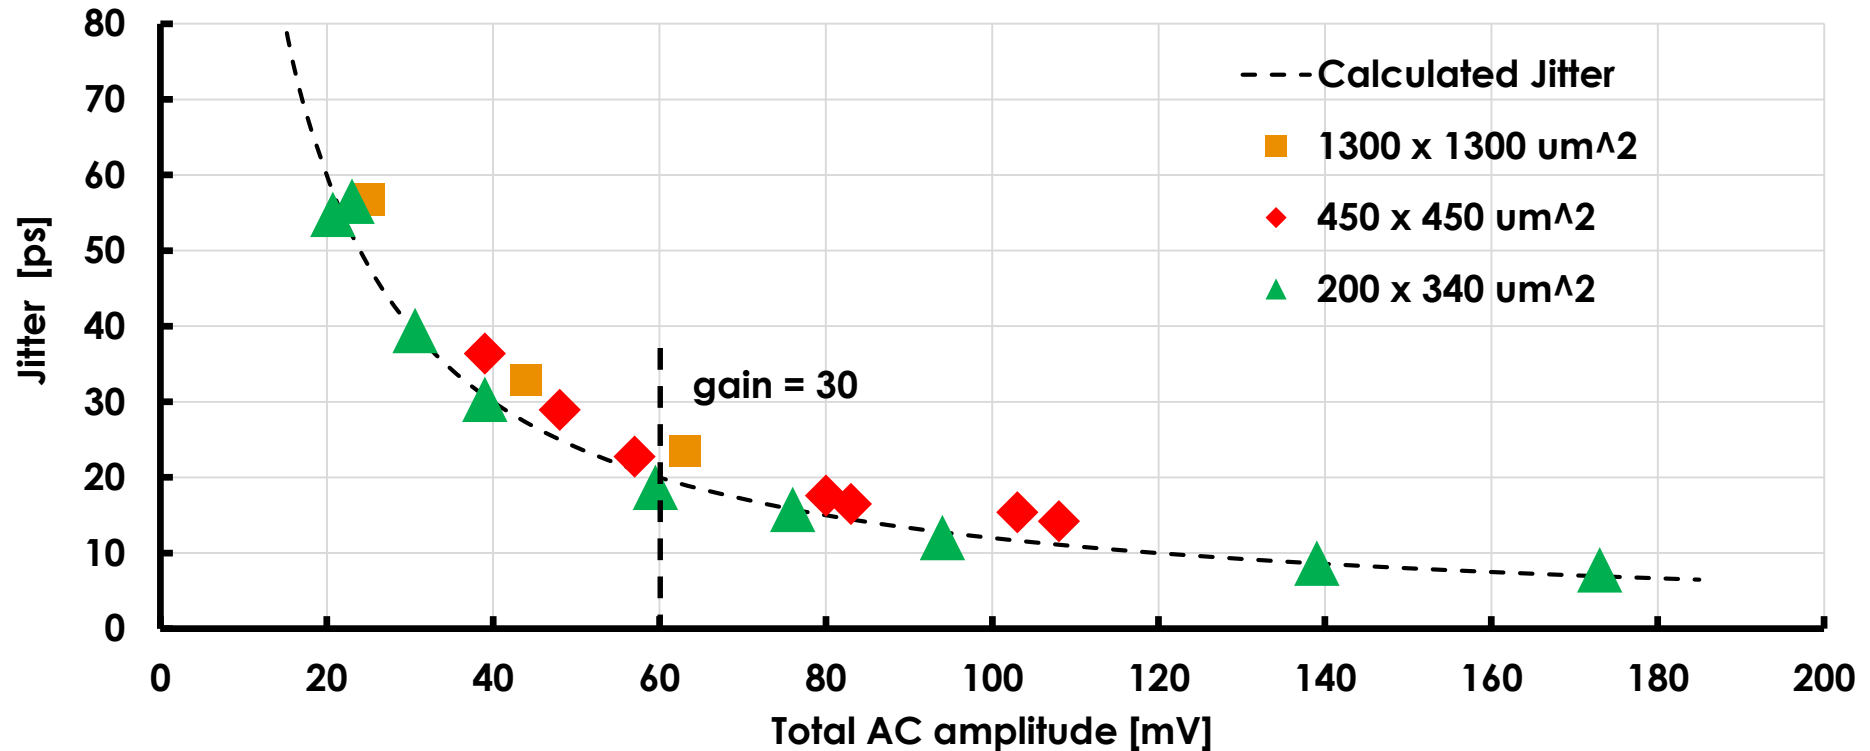 80
70
60
50
40
30
20
10
0
Jitter [ps]
Calculated Jitter
1300 x 1300 um^2
450 x 450 um^2
200 x 340 um^2
gain = 30
0 20 40 60 80 100 120 140 160 180 200
Total AC amplitude [mV]